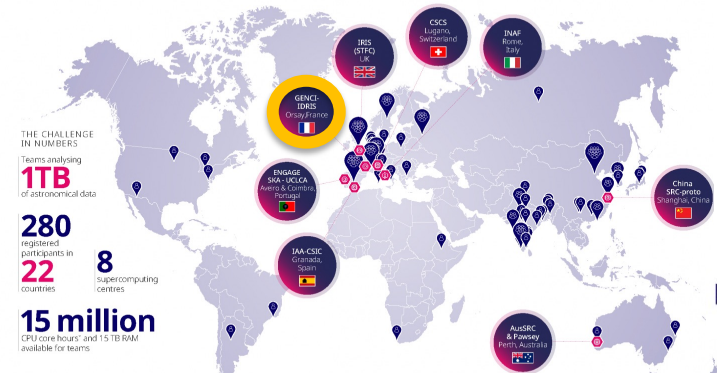 IRIS
(STFC)
UK
CSCS
Lugano,
Switzerland
INAF
Rome,
Italy
GENCI-
IDRIS
Orsay,France
THE CHALLENGE
IN NUMBERS
Teams analysing
1TB
of astronomical data
280
registered
participants in
22
countries
8
supercomputing
centres
15 million
CPU core hours' and 15 TB RAM
available for teams
ENGAGE
SKA - UCLCA
Aveiro & Coimbra,
Portugal
IAA-CSIC
Granada,
Spain
China
SRC-proto
Shanghai, China
AusSRC
& Pawsey
Perth, Australia